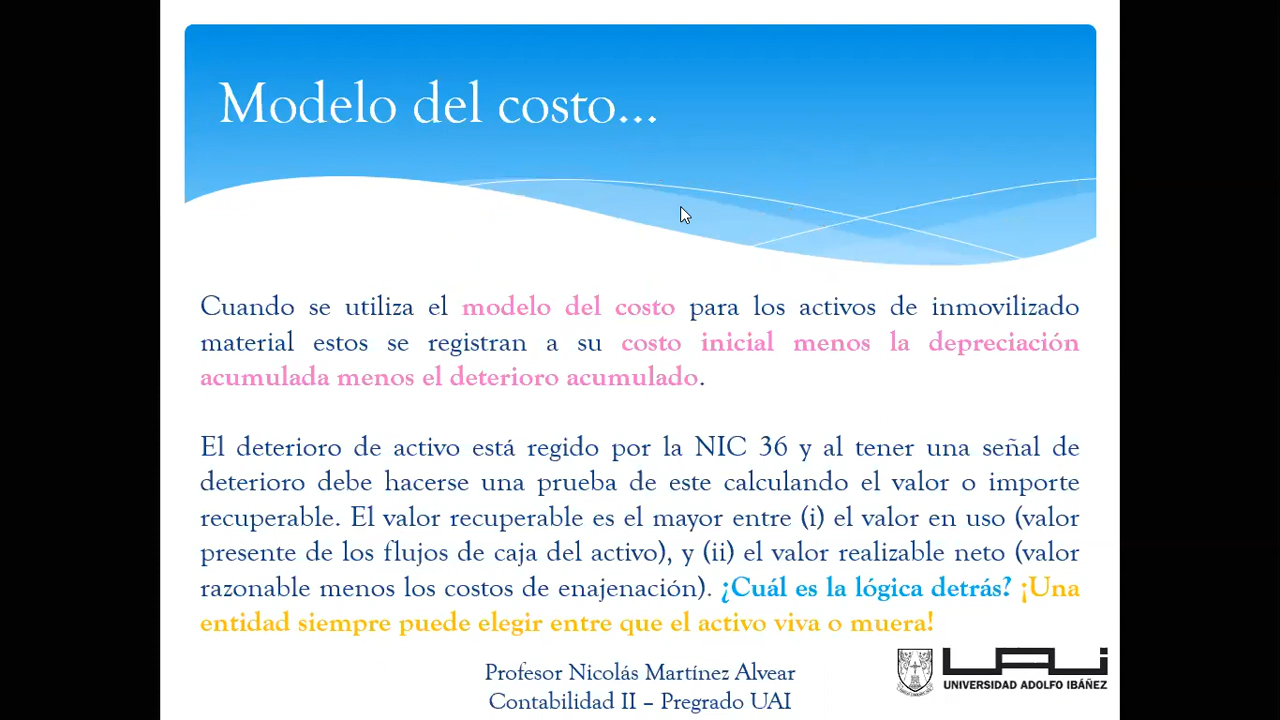 Modelo del costo...
Cuando se utiliza el modelo del costo para los activos de inmovilizado
material estos se registran a su costo inicial menos la depreciación
acumulada menos el deterioro acumulado.
El deterioro de activo está regido por la NIC 36 y al tener una señal de
deterioro debe hacerse una prueba de este calculando el valor o importe
recuperable. El valor recuperable es el mayor entre (i) el valor en uso (valor
presente de los flujos de caja del activo), y (ii) el valor realizable neto (valor
razonable menos los costos de enajenación). ¿Cuál es la lógica detrás? ¡Una
entidad siempre puede elegir entre que el activo viva o muera!
Profesor Nicolás Martínez Alvear
Contabilidad II – Pregrado UAI
UAI
UNIVERSIDAD ADOLFO IBÁÑEZ